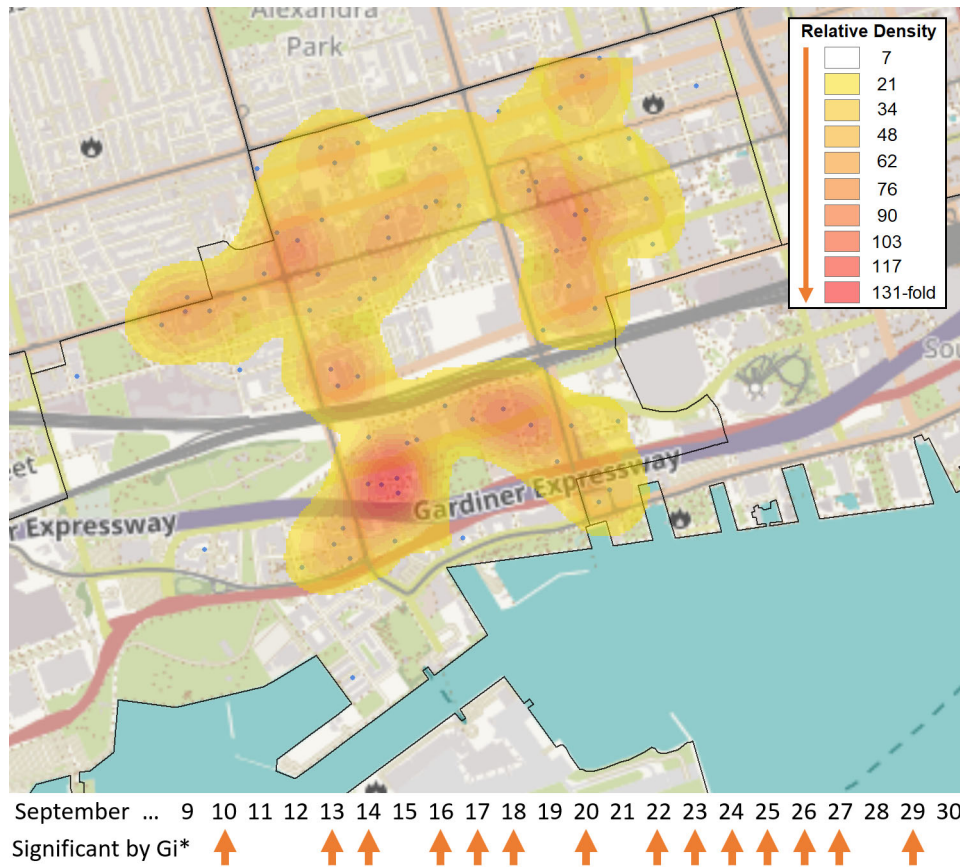 Alexandra
Park
Relative Density
7
21
34
48
62
76
90
103
117
131-fold
Sou
eet
Gardiner Expressway
r Expressway
September ... 9 10 11 12 13 14 15 16 17 18 19 20 21 22 23 24 25 26 27 28 29 30
Significant by Gi*